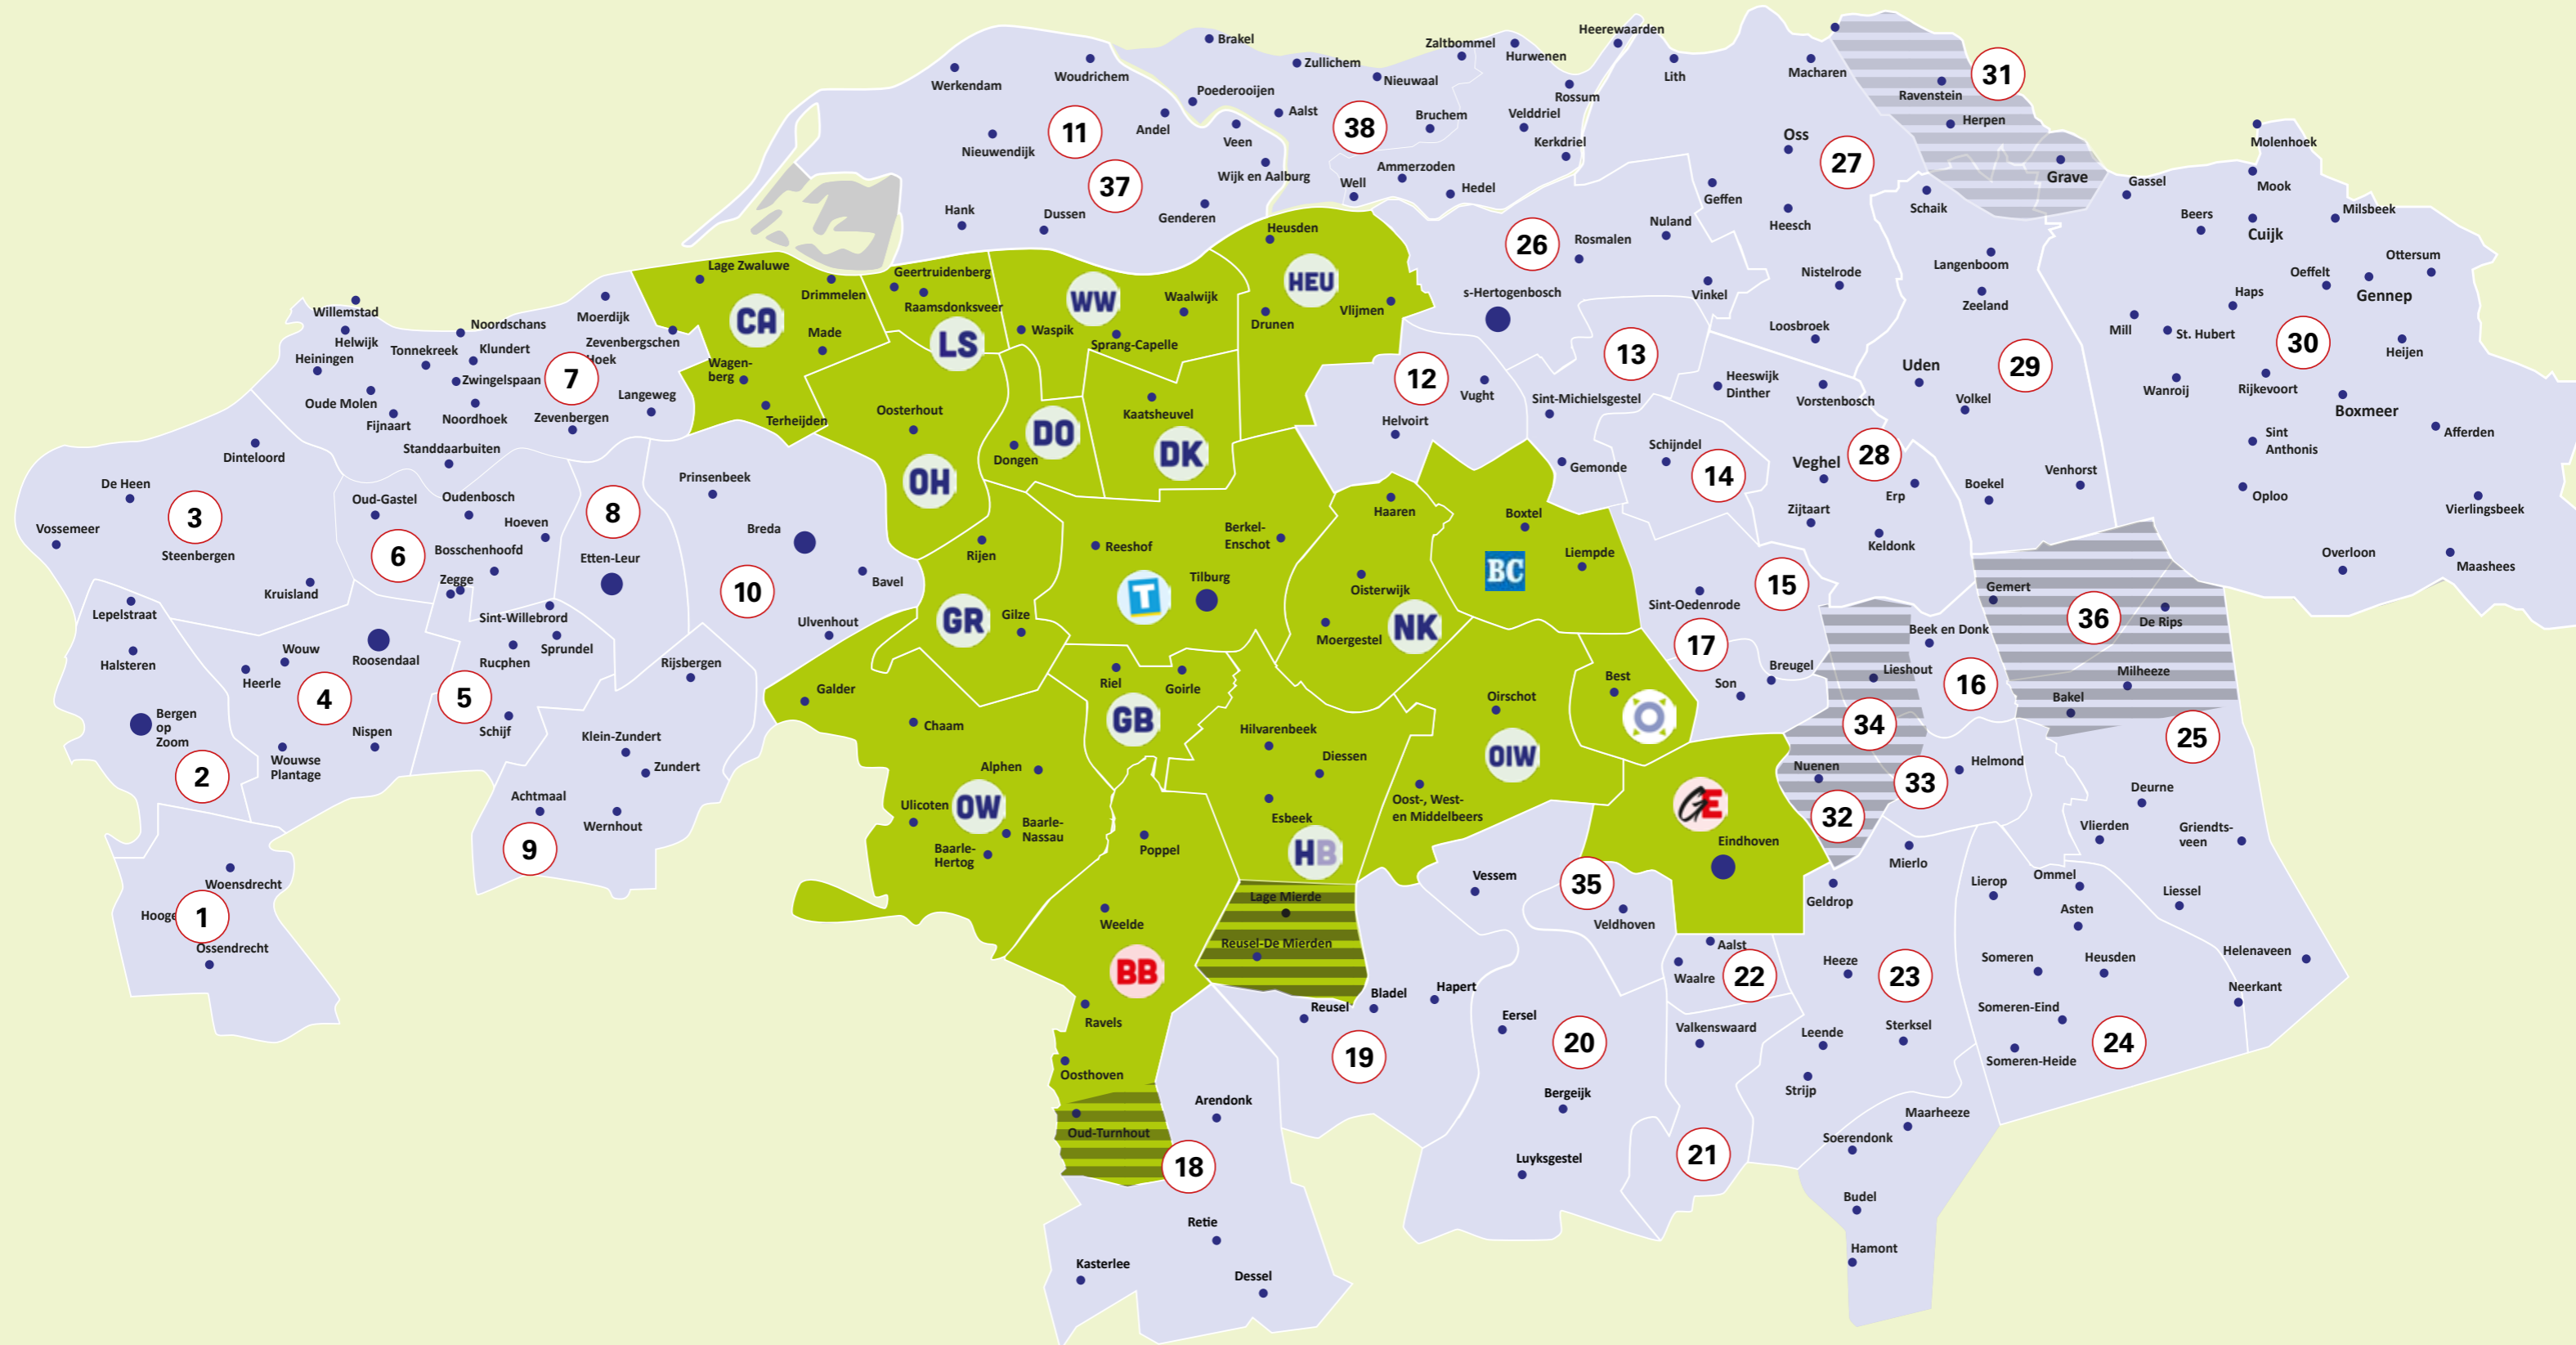 Brakel
Heerewaarden
Zaltbommel
Hurwenen
Zullichem
Nieuwaal
Woudrichem
Werkendam
Lith
Macharen
31
Ravenstein
Poederooijen
Rossum
Aalst
Bruchem
Velddriel
Herpen
11
Andel
38
Veen
Kerkdriel
Oss
27
Nieuwendijk
Molenhoek
Ammerzoden
Wijk en Aalburg
Well
Hedel
Grave
Gassel
Mook
37
Geffen
Schaik
Milsbeek
Beers
Hank
Dussen
Genderen
Heusden
Nuland
Heesch
26
Rosmalen
Cuijk
Ottersum
Lage Zwaluwe
Geertruidenberg
HEU
Langenboom
Nistelrode
Oeffelt
Drimmelen
Raamsdonksveer
WW
Waalwijk
s-Hertogenbosch
Vinkel
Zeeland
Haps
Gennep
Willemstad
Moerdijk
CA
Made
LS
Waspik
Sprang-Capelle
Drunen
Vlijmen
Noordschans
Helwijk
Loosbroek
Mill
St. Hubert
30
Heijen
Zevenbergschen
Hoek
Heiningen
Tonnekreek
Klundert
13
Wagen-
berg
7
Zwingelspaan
12
Vught
Heeswijk
Dinther
Uden
29
Wanroij
Rijkevoort
Langeweg
Oude Molen
Fijnaart
Noordhoek
Zevenbergen
Terheijden
Oosterhout
Kaatsheuvel
Helvoirt
Sint-Michielsgestel
Vorstenbosch
Volkel
Boxmeer
DO
Dongen
DK
Standdaarbuiten
Dinteloord
Schijndel
14
Gemonde
Veghel
28
Sint
Anthonis
Afferden
De Heen
Prinsenbeek
OH
Venhorst
Boekel
Erp
Oploo
3
Oud-Gastel
Oudenbosch
8
Hoeven
Haaren
Boxtel
Zijtaart
Vierlingsbeek
Vossemeer
Steenbergen
6
Bosschenhoofd
Etten-Leur
Breda
Rijen
Reeshof
Berkel-
Enschot
Liempde
Keldonk
Overloon
Maashees
Zegge
Kruisland
10
Bavel
T
Tilburg
Oisterwijk
BC
15
Gemert
36
De Rips
Lepelstraat
Sint-Willebrord
Sprundel
Ulvenhout
GR
Gilze
Moergestel
NK
Sint-Oedenrode
17
Beek en Donk
Halsteren
Wouw
Roosendaal
Rucphen
Rijsbergen
Breugel
Lieshout
16
Milheeze
Heerle
4
5
Galder
Riel
Goirle
Best
Son
Oirschot
Bakel
Bergen
op
Zoom
Schijf
Chaam
GB
Hilvarenbeek
34
25
Nispen
Klein-Zundert
Diessen
OIW
Wouwse
Plantage
Zundert
Alphen
Nuenen
33
Helmond
2
Achtmaal
Ulicoten
OW
Baarle-
Nassau
Esbeek
Oost-, West-
en Middelbeers
GE
32
Deurne
Wernhout
Baarle-
Hertog
Poppel
HB
Eindhoven
Vlierden
Griendts-
veen
9
Mierlo
Woensdrecht
Vessem
35
Lierop
Ommel
Lage Mierde
Liessel
Hooge
1
Weelde
Veldhoven
Geldrop
Asten
Ossendrecht
Reusel-De Mierden
Aalst
Helenaveen
BB
Waalre
22
Heeze
23
Someren
Heusden
Bladel
Hapert
Neerkant
Reusel
Ravels
Eersel
Valkenswaard
Leende
Sterksel
Someren-Eind
19
20
24
Oosthoven
Someren-Heide
Strijp
Arendonk
Bergeijk
Maarheeze
Oud-Turnhout
Soerendonk
18
Luyksgestel
21
Budel
Retie
Hamont
Kasterlee
Dessel